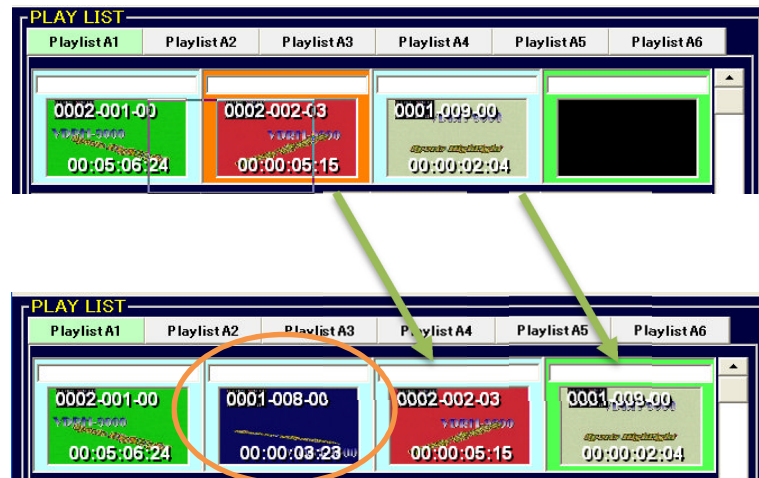 PLAY LIST
Playlist A1 Playlist A2 Playlist A3 Playlist A4 Playlist A5 Playlist A6
0002-001-00 0002-002-03 0001-009-00
00:05:06:24 00:00:05:15 00:00:02:04
PLAY LIST
Playlist A1 Playlist A2 Playlist A3 Playlist A4 Playlist A5 Playlist A6
0002-001-00 0001-008-00 0002-002-03 0001-009-00
00:05:06:24 00:00:03:23 00:00:05:15 00:00:02:04